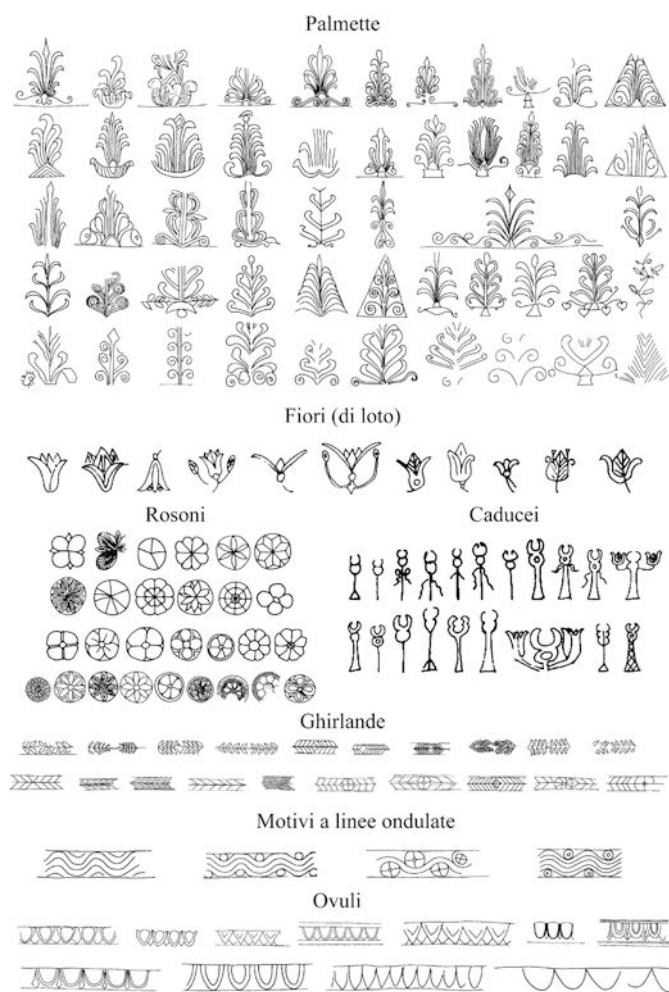 Palmette
Fiori (di loto)
Rosoni
Caducei
Ghirlande
Motivi a linee ondulate
Ovuli